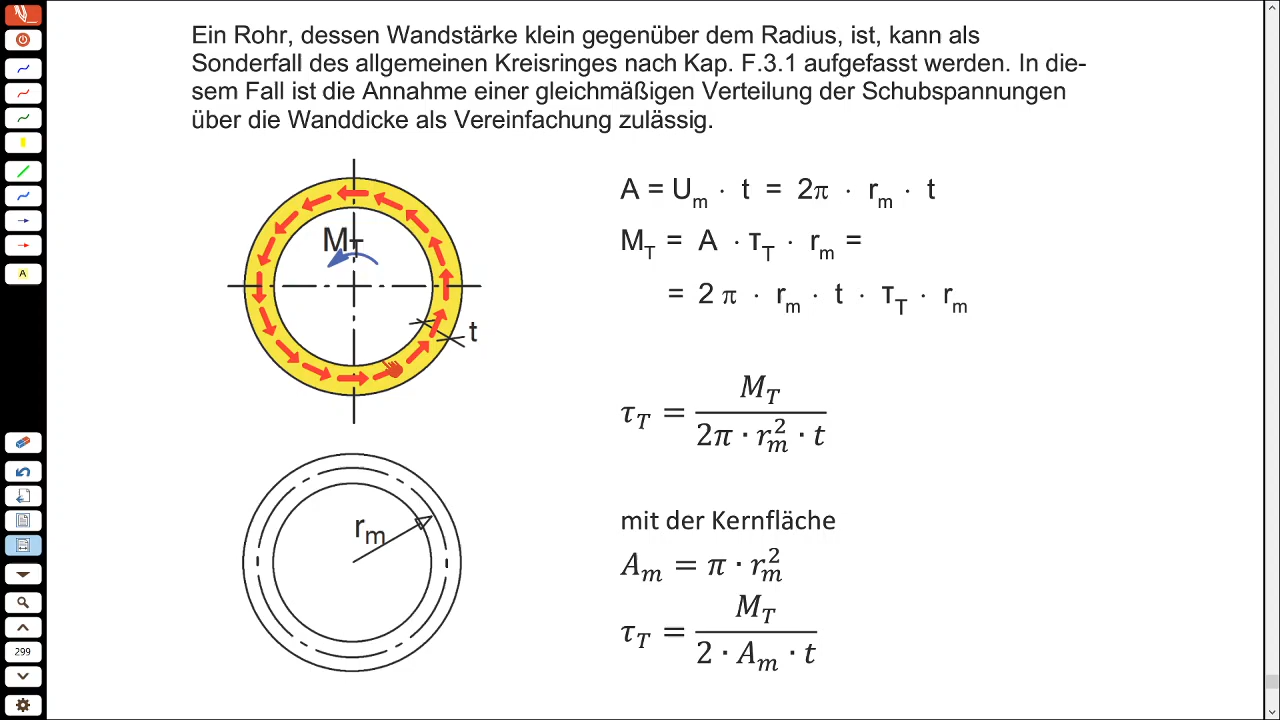 Ein Rohr, dessen Wandstärke klein gegenüber dem Radius, ist, kann als
Sonderfall des allgemeinen Kreisringes nach Kap. F.3.1 aufgefasst werden. In die-
sem Fall ist die Annahme einer gleichmäßigen Verteilung der Schubspannungen
über die Wanddicke als Vereinfachung zulässig.
M_T
t
r_m
A = U_m · t = 2π · r_m · t
M_T = A · τ_T · r_m =
= 2 π · r_m · t · τ_T · r_m
τ_T = M_T / (2π · r_m^2 · t)
mit der Kernfläche
A_m = π · r_m^2
τ_T = M_T / (2 · A_m · t)
A
299